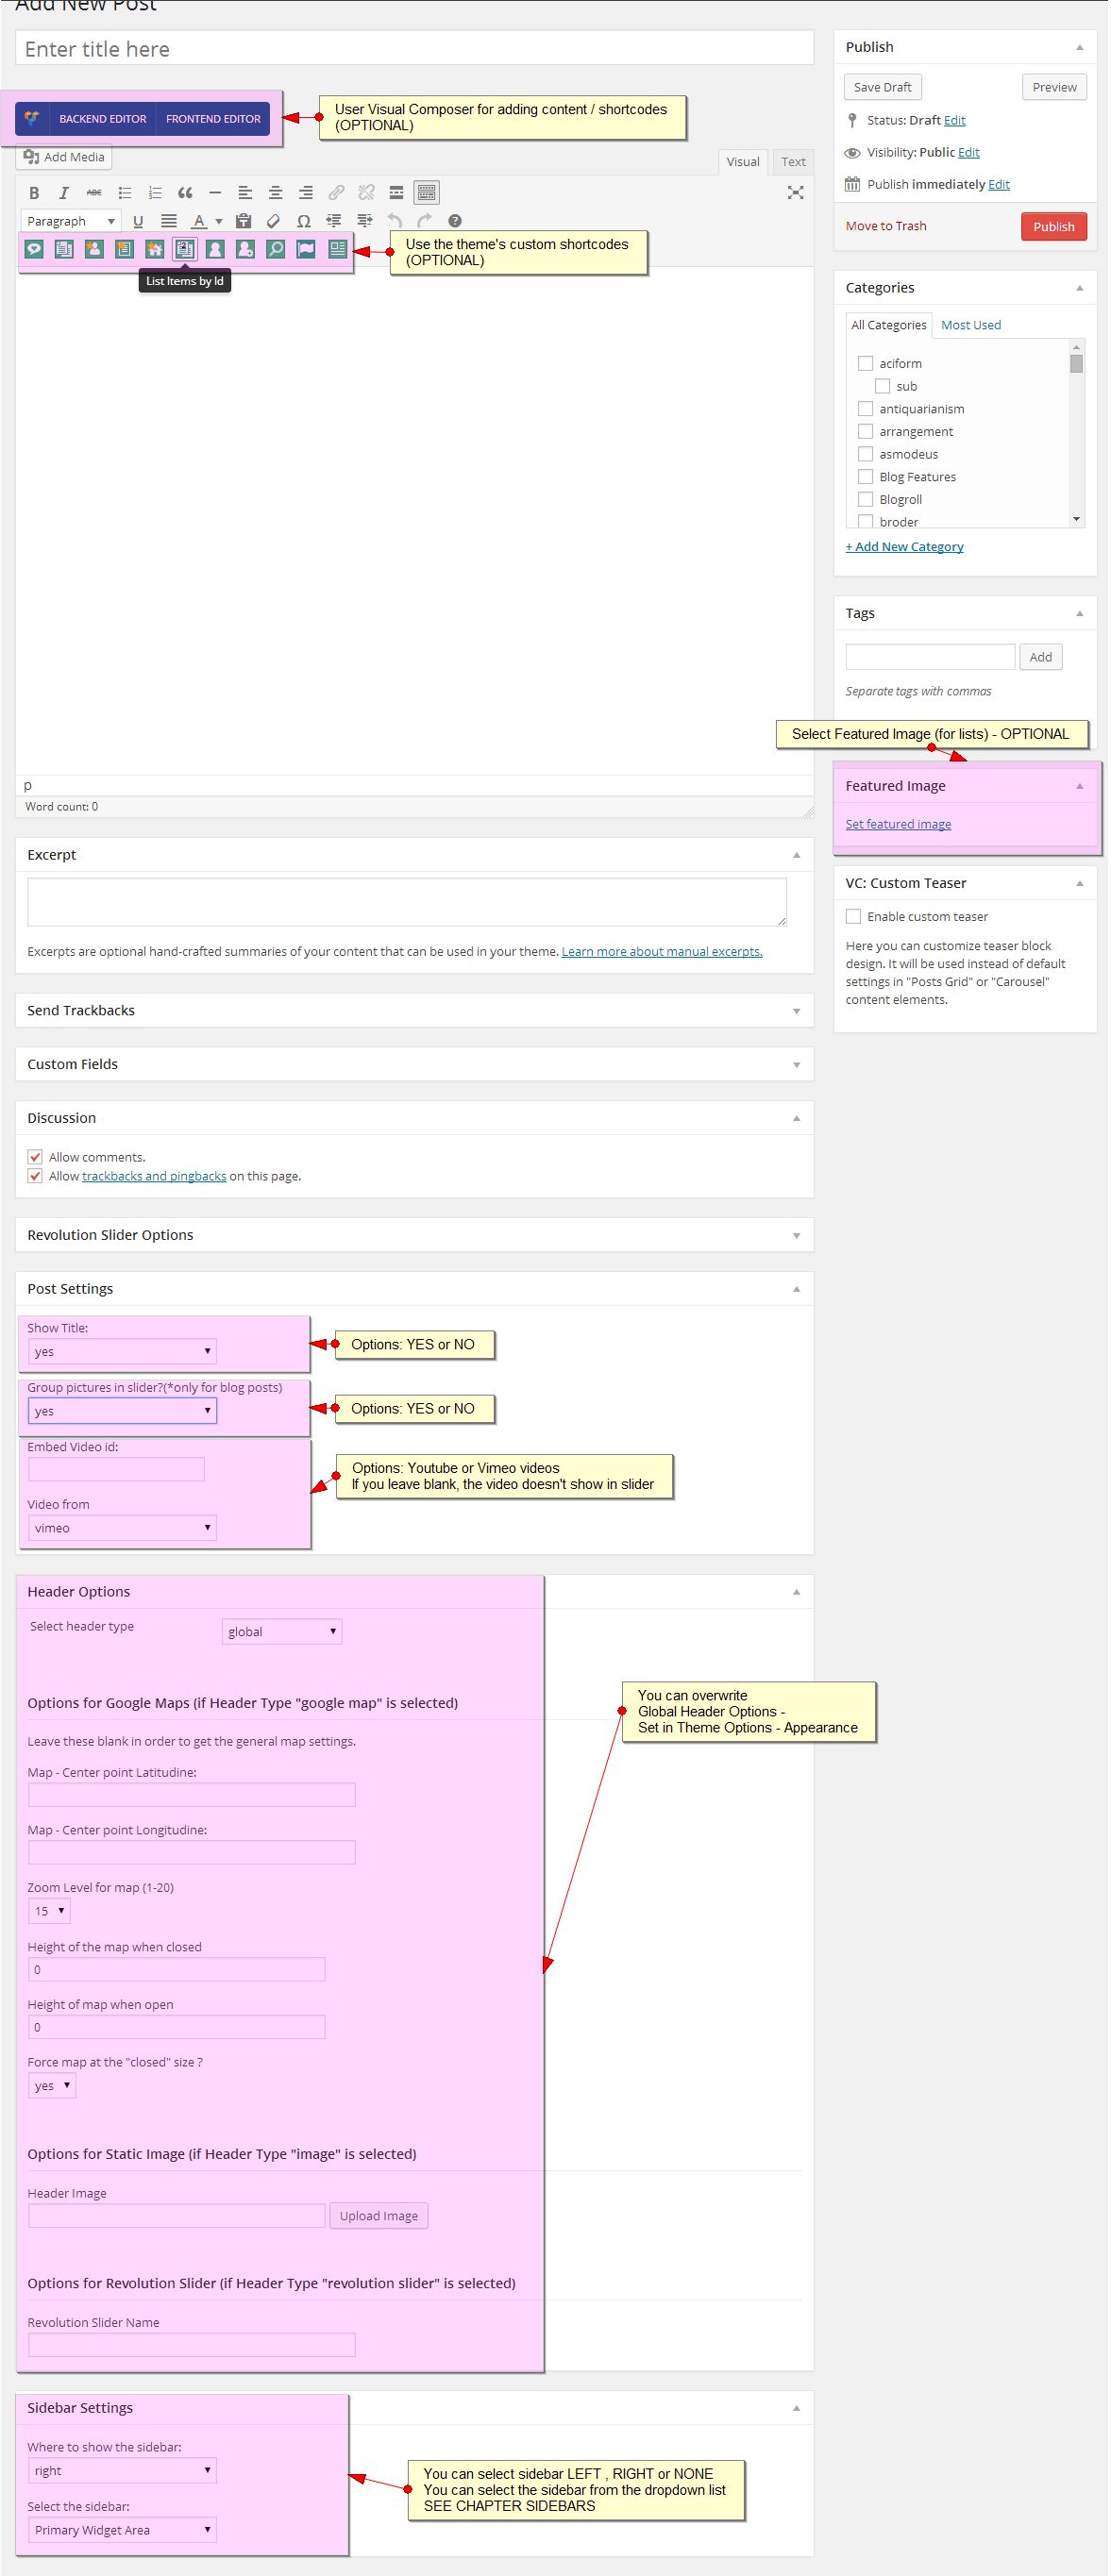 Add New Post
Enter title here
BACKEND EDITOR FRONTEND EDITOR
User Visual Composer for adding content / shortcodes
(OPTIONAL)
Add Media
Visual Text
B I ABC
Paragraph U A Ω
Use the theme's custom shortcodes
(OPTIONAL)
List Items by Id
p
Word count: 0
Publish
Save Draft Preview
Status: Draft Edit
Visibility: Public Edit
Publish immediately Edit
Move to Trash Publish
Categories
All Categories Most Used
aciform
sub
antiquarianism
arrangement
asmodeus
Blog Features
Blogroll
broder
+ Add New Category
Tags
Add
Separate tags with commas
Select Featured Image (for lists) - OPTIONAL
Featured Image
Set featured image
VC: Custom Teaser
Enable custom teaser
Here you can customize teaser block
design. It will be used instead of default
settings in "Posts Grid" or "Carousel"
content elements.
Excerpt
Excerpts are optional hand-crafted summaries of your content that can be used in your theme. Learn more about manual excerpts.
Send Trackbacks
Custom Fields
Discussion
Allow comments.
Allow trackbacks and pingbacks on this page.
Revolution Slider Options
Post Settings
Show Title:
yes
Options: YES or NO
Group pictures in slider?(*only for blog posts)
yes
Options: YES or NO
Embed Video id:
Options: Youtube or Vimeo videos
If you leave blank, the video doesn't show in slider
Video from
vimeo
Header Options
Select header type global
Options for Google Maps (if Header Type "google map" is selected)
You can overwrite
Global Header Options -
Set in Theme Options - Appearance
Leave these blank in order to get the general map settings.
Map - Center point Latitudine:
Map - Center point Longitudine:
Zoom Level for map (1-20)
15
Height of the map when closed
0
Height of map when open
0
Force map at the "closed" size ?
yes
Options for Static Image (if Header Type "image" is selected)
Header Image
Upload Image
Options for Revolution Slider (if Header Type "revolution slider" is selected)
Revolution Slider Name
Sidebar Settings
Where to show the sidebar:
right
You can select sidebar LEFT , RIGHT or NONE
You can select the sidebar from the dropdown list
SEE CHAPTER SIDEBARS
Select the sidebar:
Primary Widget Area